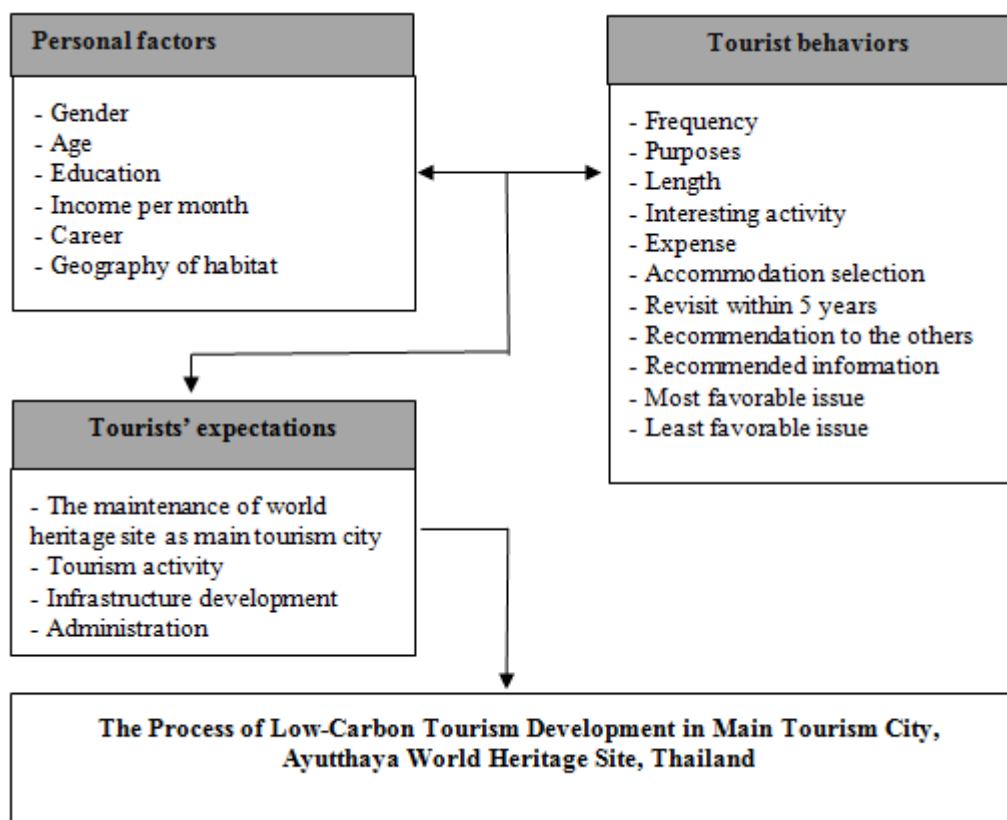 Personal factors
- Gender
- Age
- Education
- Income per month
- Career
- Geography of habitat
Tourist behaviors
- Frequency
- Purposes
- Length
- Interesting activity
- Expense
- Accommodation selection
- Revisit within 5 years
- Recommendation to the others
- Recommended information
- Most favorable issue
- Least favorable issue
Tourists’ expectations
- The maintenance of world
heritage site as main tourism city
- Tourism activity
- Infrastructure development
- Administration
The Process of Low-Carbon Tourism Development in Main Tourism City,
Ayutthaya World Heritage Site, Thailand